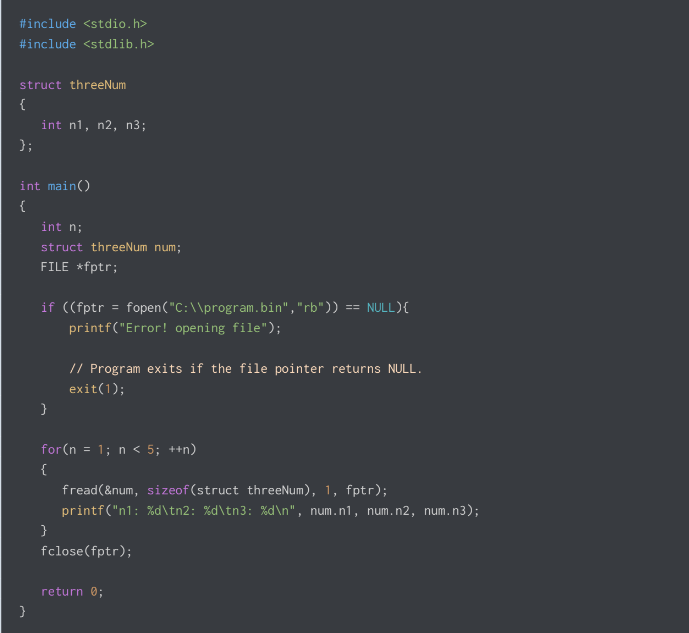 #include <stdio.h>
#include <stdlib.h>

struct threeNum
{
   int n1, n2, n3;
};

int main()
{
   int n;
   struct threeNum num;
   FILE *fptr;

   if ((fptr = fopen("C:\\program.bin","rb")) == NULL){
       printf("Error! opening file");

       // Program exits if the file pointer returns NULL.
       exit(1);
   }

   for(n = 1; n < 5; ++n)
   {
      fread(&num, sizeof(struct threeNum), 1, fptr);
      printf("n1: %d\tn2: %d\tn3: %d\n", num.n1, num.n2, num.n3);
   }
   fclose(fptr);

   return 0;
}